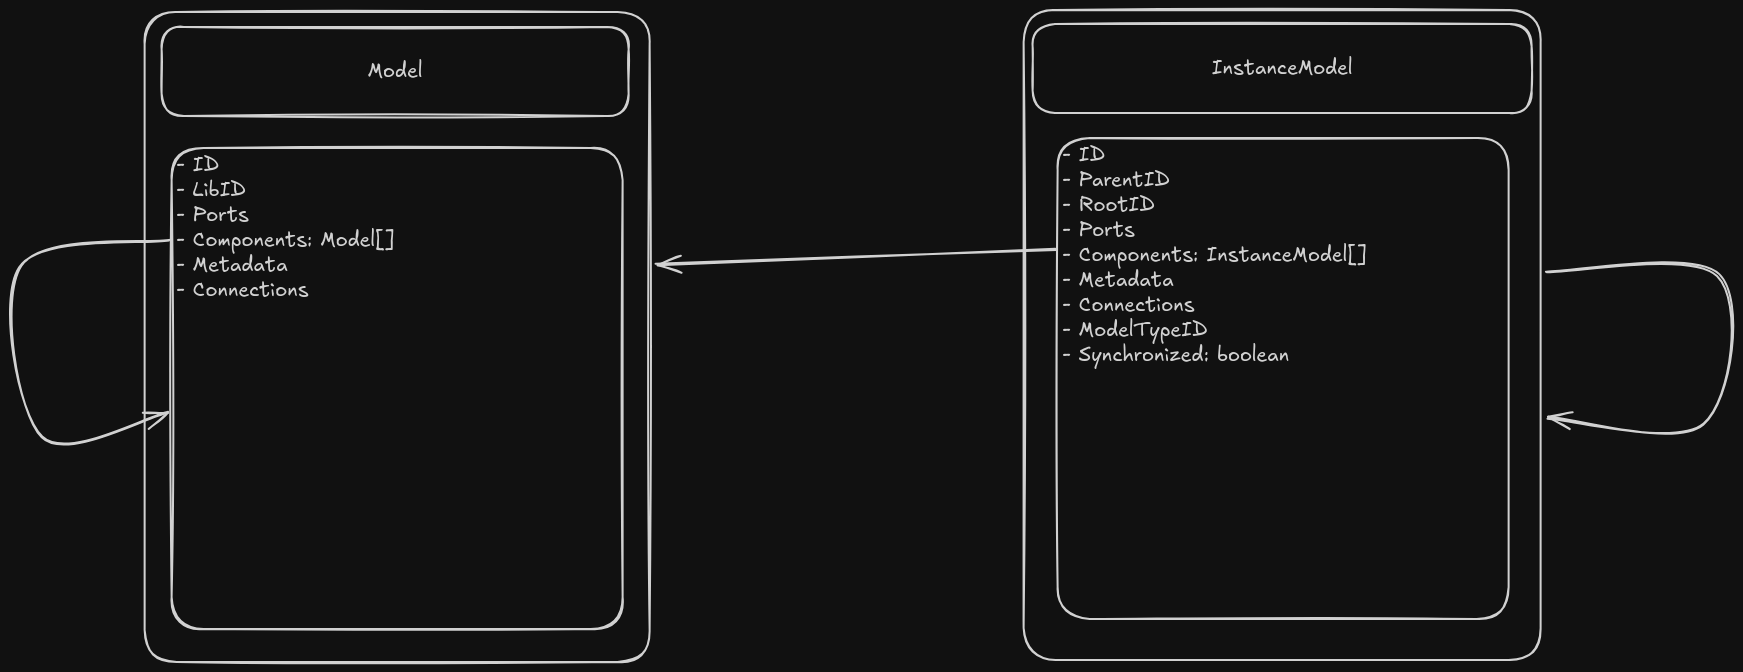 Model
- ID
- LibID
- Ports
- Components: Model[]
- Metadata
- Connections
InstanceModel
- ID
- ParentID
- RootID
- Ports
- Components: InstanceModel[]
- Metadata
- Connections
- ModelTypeID
- Synchronized: boolean